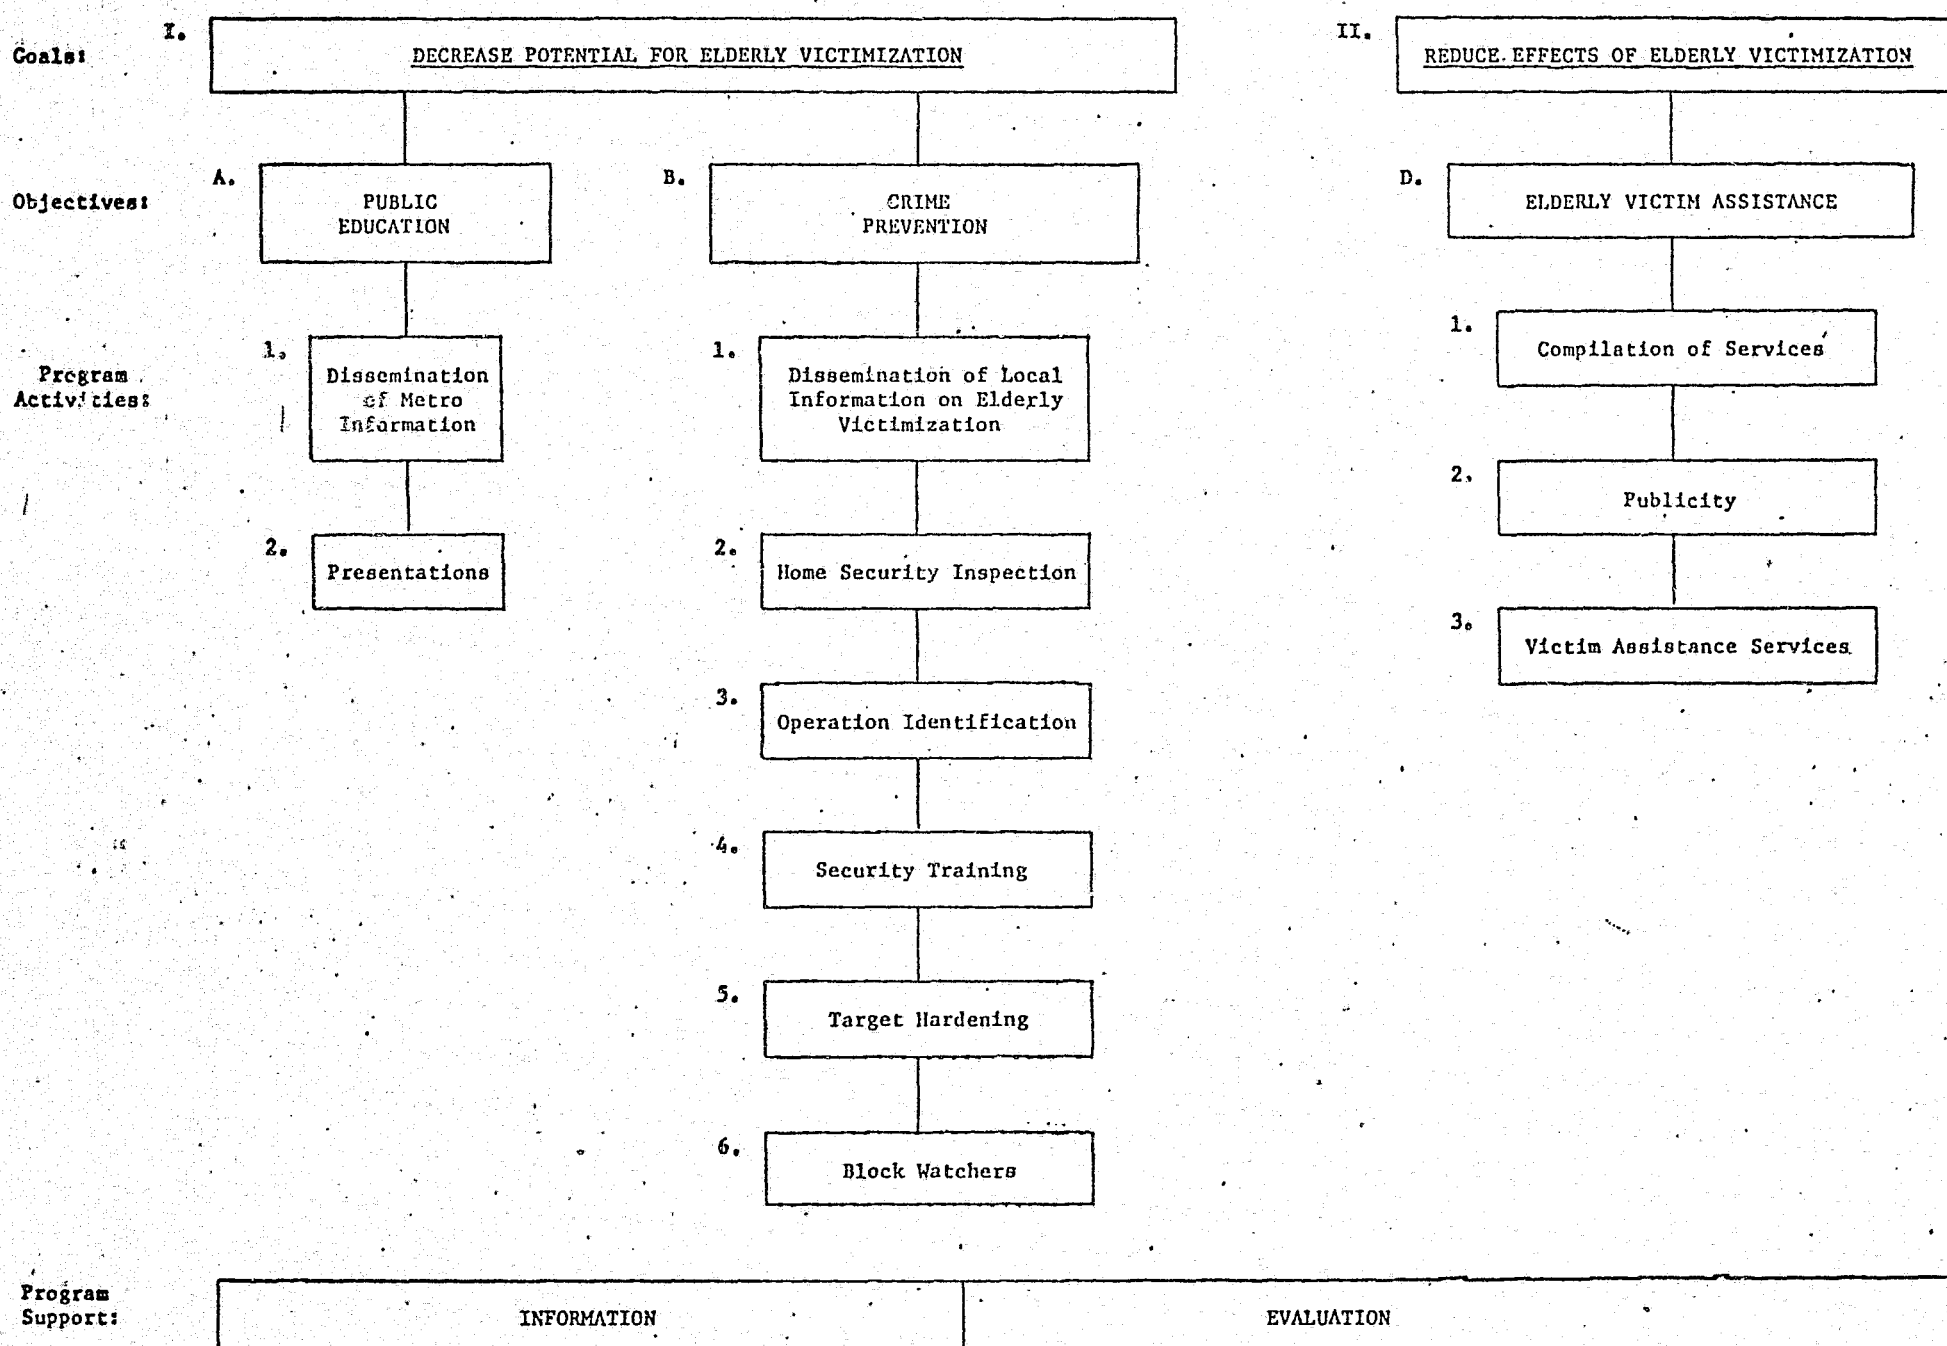 Goals:
I.
DECREASE POTENTIAL FOR ELDERLY VICTIMIZATION
II.
REDUCE EFFECTS OF ELDERLY VICTIMIZATION
Objectives:
A.
PUBLIC
EDUCATION
B.
CRIME
PREVENTION
D.
ELDERLY VICTIM ASSISTANCE
Program
Activities:
1.
Dissemination
of Metro
Information
2.
Presentations
1.
Dissemination of Local
Information on Elderly
Victimization
2.
Home Security Inspection
3.
Operation Identification
4.
Security Training
5.
Target Hardening
6.
Block Watchers
1.
Compilation of Services
2.
Publicity
3.
Victim Assistance Services
Program
Support:
INFORMATION
EVALUATION